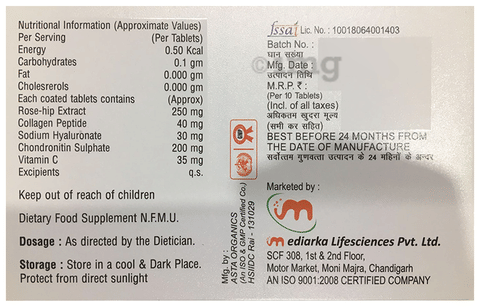 Nutritional Information (Approximate Values)
Per Serving (Per Tablets)
Energy 0.50 Kcal
Carbohydrates 0.1 gm
Fat 0.000 gm
Cholesrerols 0.000 gm
Each coated tablets contains (Approx)
Rose-hip Extract 250 mg
Collagen Peptide 40 mg
Sodium Hyaluronate 30 mg
Chondronitin Sulphate 200 mg
Vitamin C 35 mg
Excipients q.s.
Keep out of reach of children
Dietary Food Supplement N.F.M.U.
Dosage : As directed by the Dietician.
Storage : Store in a cool & Dark Place.
Protect from direct sunlight
Mfg. by :
ASTA ORGANICS
(An ISO & GMP Certified Co.)
HSIIDC Rai - 131029
fssai Lic. No. : 10018064001403
Batch No. :
घान संख्या
Mfg. Date :
उत्पादन तिथि
M.R.P. ₹ :
(Per 10 Tablets)
(Incl. of all taxes)
अधिकतम खुदरा मूल्य
(सभी कर सहित)
BEST BEFORE 24 MONTHS FROM
THE DATE OF MANUFACTURE
सर्वोत्तम गुणवत्ता उत्पादन के 24 महिनों के अन्दर
Marketed by :
mediarka Lifesciences Pvt. Ltd.
SCF 308, 1st & 2nd Floor,
Motor Market, Moni Majra, Chandigarh
AN ISO 9001:2008 CERTIFIED COMPANY